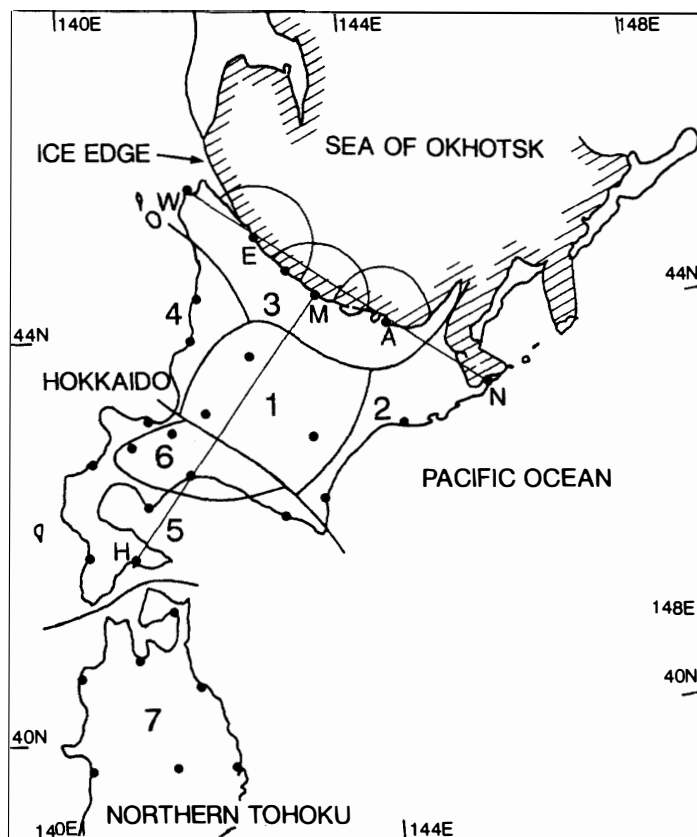 140E
144E
148E
SEA OF OKHOTSK
ICE EDGE
W
E
44N
3
M
4
A
44N
HOKKAIDO
N
1
2
6
PACIFIC OCEAN
5
H
148E
40N
7
40N
NORTHERN TOHOKU
140E
144E